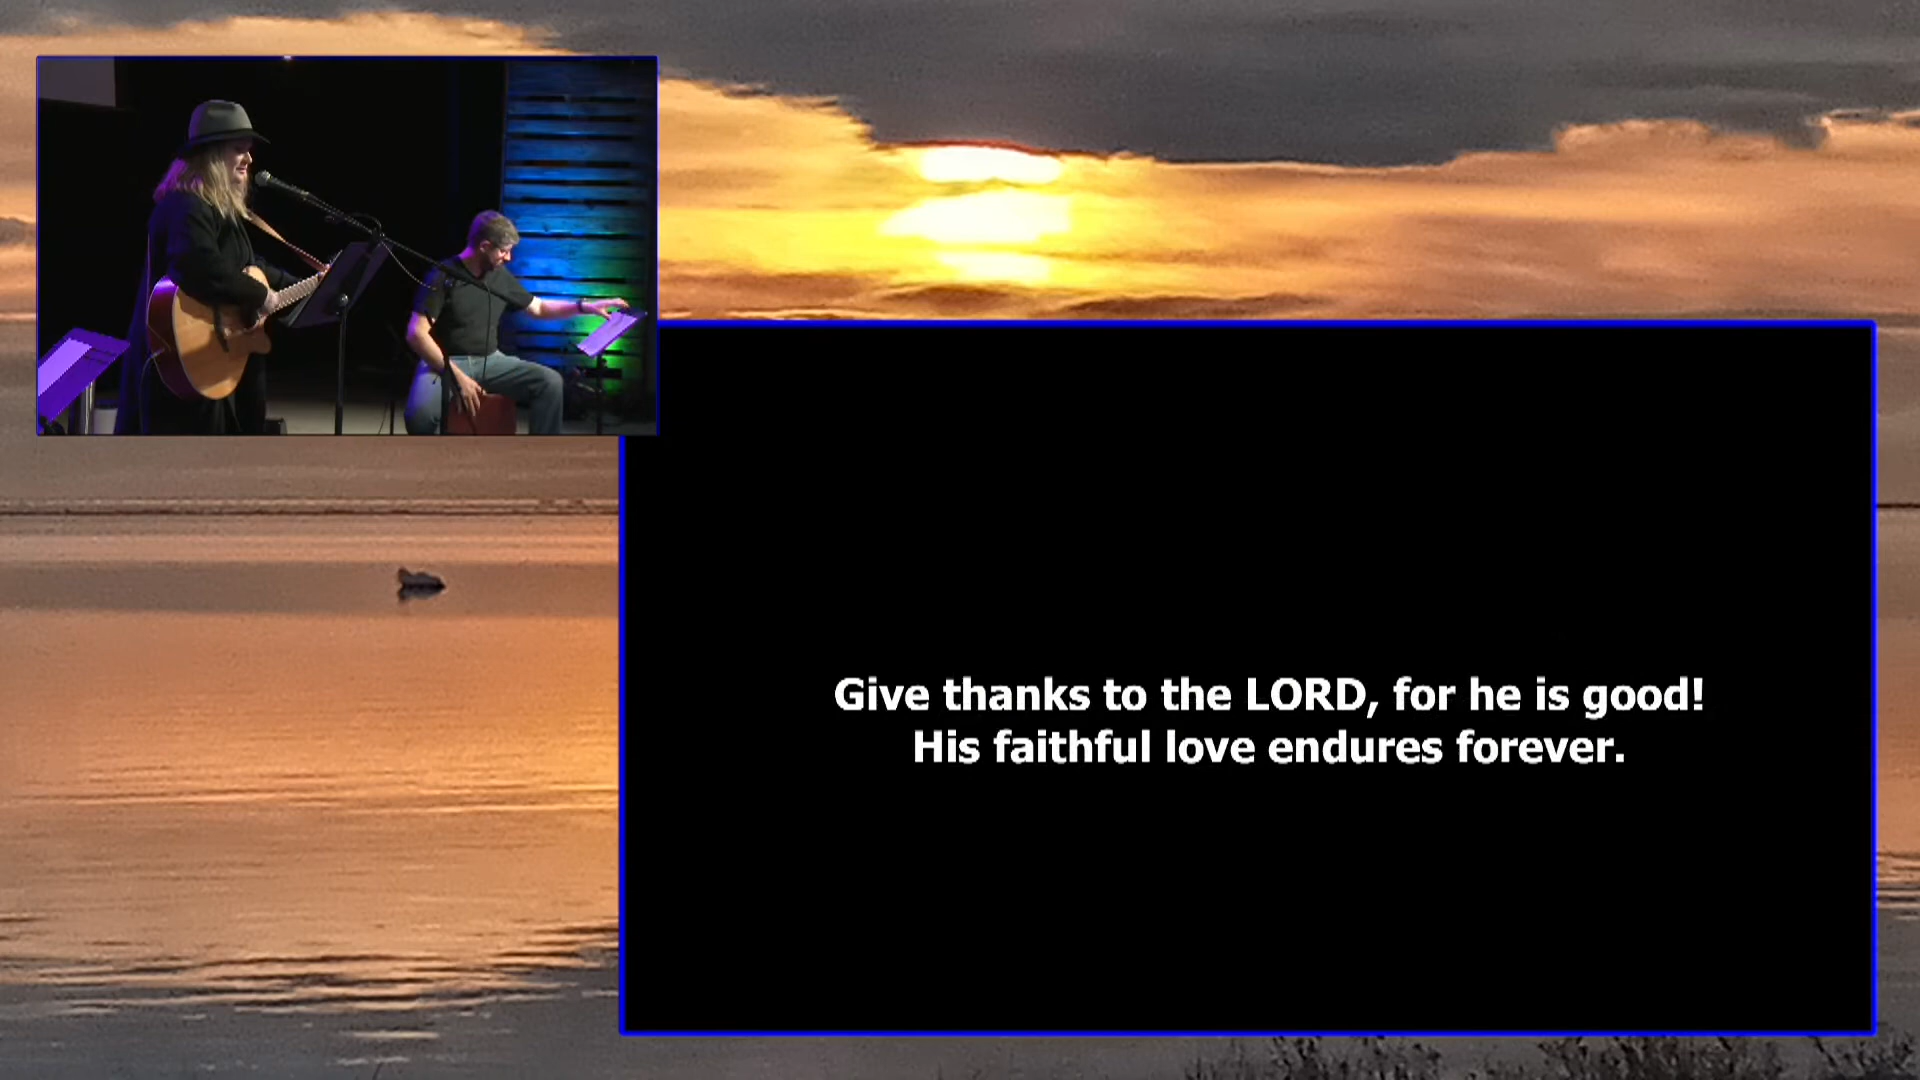 Give thanks to the LORD, for he is good!
His faithful love endures forever.